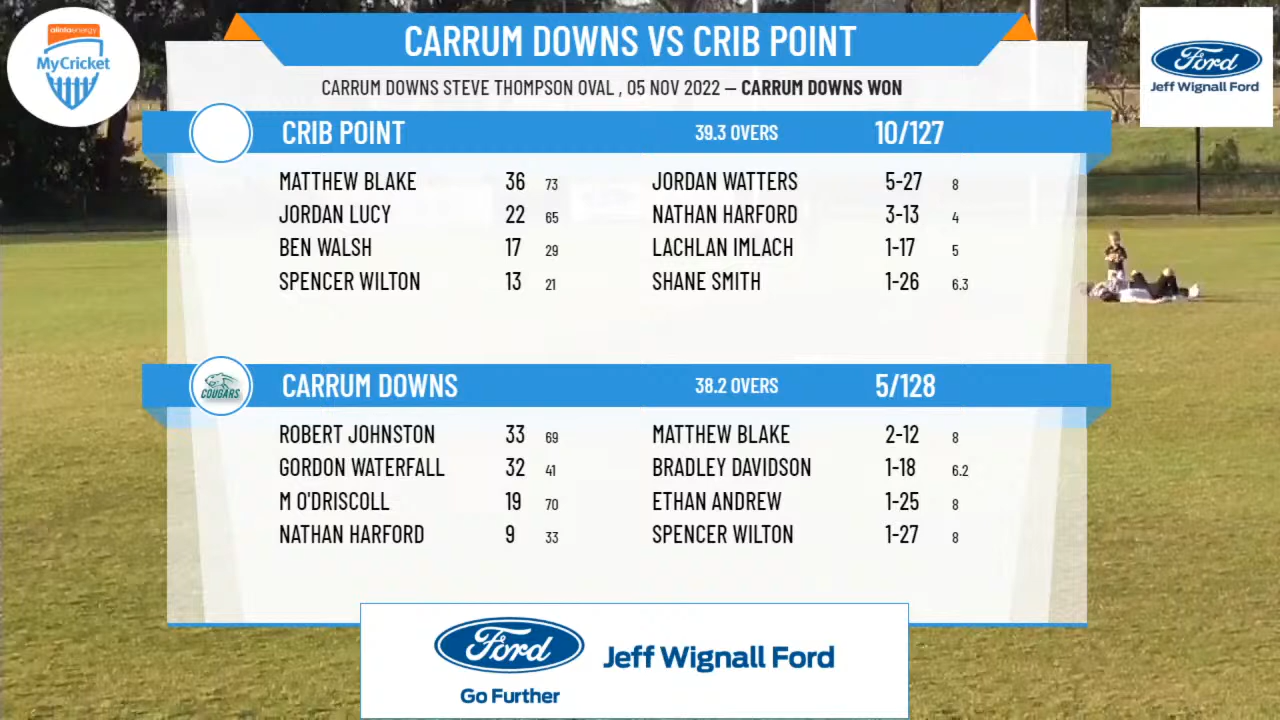 CARRUM DOWNS VS CRIB POINT
alintaenergy
MyCricket
Ford
Jeff Wignall Ford
CARRUM DOWNS STEVE THOMPSON OVAL , 05 NOV 2022 – CARRUM DOWNS WON
CRIB POINT 39.3 OVERS 10/127
MATTHEW BLAKE 36 73 JORDAN WATTERS 5-27 8
JORDAN LUCY 22 65 NATHAN HARFORD 3-13 4
BEN WALSH 17 29 LACHLAN IMLACH 1-17 5
SPENCER WILTON 13 21 SHANE SMITH 1-26 6.3
COUGARS CARRUM DOWNS 38.2 OVERS 5/128
ROBERT JOHNSTON 33 69 MATTHEW BLAKE 2-12 8
GORDON WATERFALL 32 41 BRADLEY DAVIDSON 1-18 6.2
M O'DRISCOLL 19 70 ETHAN ANDREW 1-25 8
NATHAN HARFORD 9 33 SPENCER WILTON 1-27 8
Ford Jeff Wignall Ford
Go Further